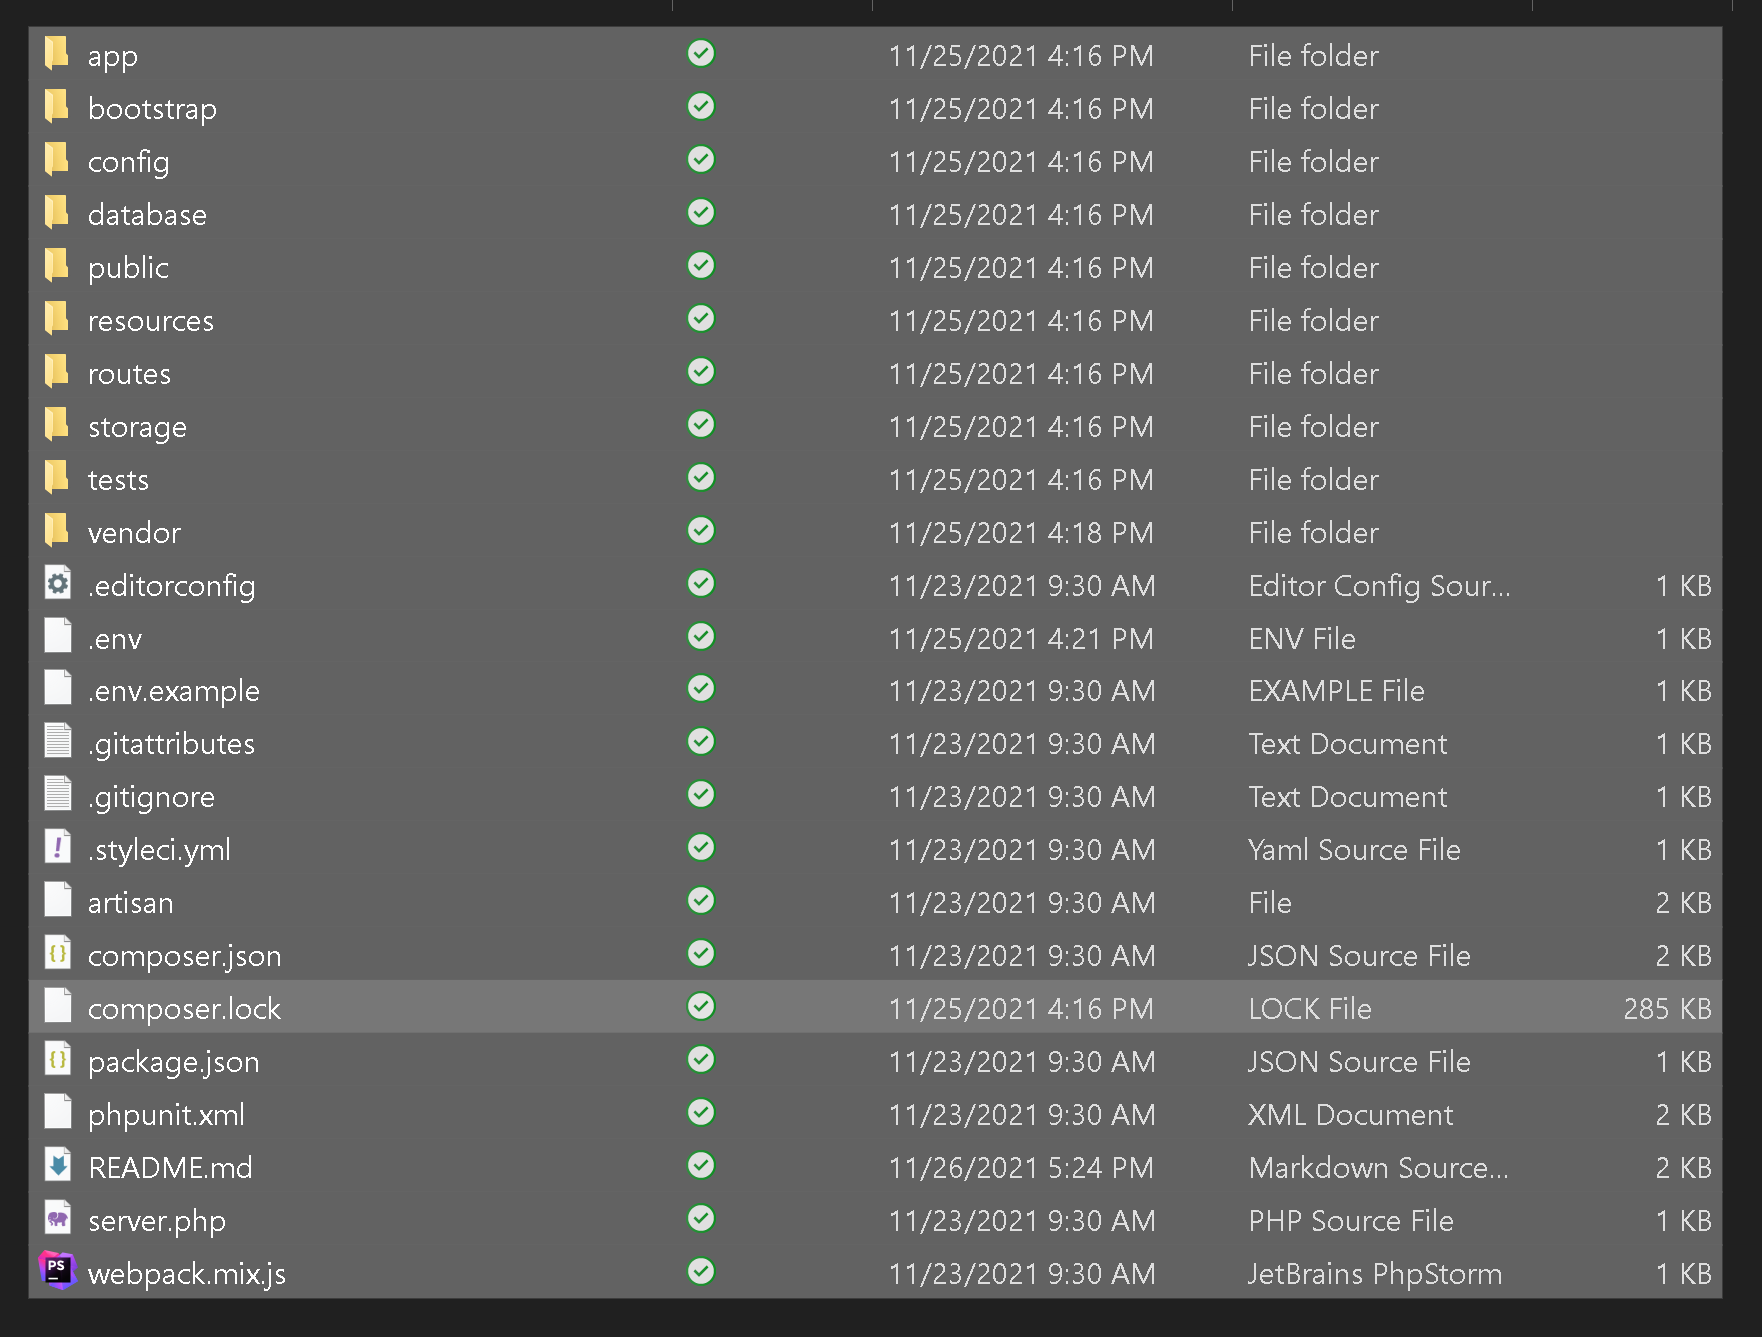 app 11/25/2021 4:16 PM File folder
bootstrap 11/25/2021 4:16 PM File folder
config 11/25/2021 4:16 PM File folder
database 11/25/2021 4:16 PM File folder
public 11/25/2021 4:16 PM File folder
resources 11/25/2021 4:16 PM File folder
routes 11/25/2021 4:16 PM File folder
storage 11/25/2021 4:16 PM File folder
tests 11/25/2021 4:16 PM File folder
vendor 11/25/2021 4:18 PM File folder
.editorconfig 11/23/2021 9:30 AM Editor Config Sour... 1 KB
.env 11/25/2021 4:21 PM ENV File 1 KB
.env.example 11/23/2021 9:30 AM EXAMPLE File 1 KB
.gitattributes 11/23/2021 9:30 AM Text Document 1 KB
.gitignore 11/23/2021 9:30 AM Text Document 1 KB
.styleci.yml 11/23/2021 9:30 AM Yaml Source File 1 KB
artisan 11/23/2021 9:30 AM File 2 KB
composer.json 11/23/2021 9:30 AM JSON Source File 2 KB
composer.lock 11/25/2021 4:16 PM LOCK File 285 KB
package.json 11/23/2021 9:30 AM JSON Source File 1 KB
phpunit.xml 11/23/2021 9:30 AM XML Document 2 KB
README.md 11/26/2021 5:24 PM Markdown Source... 2 KB
server.php 11/23/2021 9:30 AM PHP Source File 1 KB
PS webpack.mix.js 11/23/2021 9:30 AM JetBrains PhpStorm 1 KB